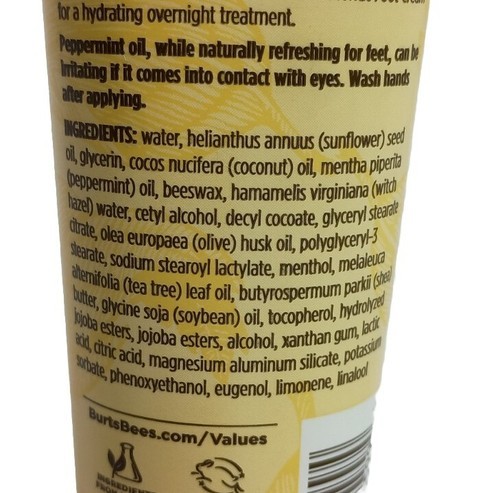 for a hydrating overnight treatment.
Peppermint oil, while naturally refreshing for feet, can be
irritating if it comes into contact with eyes. Wash hands
after applying.
INGREDIENTS: water, helianthus annuus (sunflower) seed
oil, glycerin, cocos nucifera (coconut) oil, mentha piperita
(peppermint) oil, beeswax, hamamelis virginiana (witch
hazel) water, cetyl alcohol, decyl cocoate, glyceryl stearate
citrate, olea europaea (olive) husk oil, polyglyceryl-3
stearate, sodium stearoyl lactylate, menthol, melaleuca
alternifolia (tea tree) leaf oil, butyrospermum parkii (shea)
butter, glycine soja (soybean) oil, tocopherol, hydrolyzed
jojoba esters, jojoba esters, alcohol, xanthan gum, lactic
acid, citric acid, magnesium aluminum silicate, potassium
sorbate, phenoxyethanol, eugenol, limonene, linalool
BurtsBees.com/Values